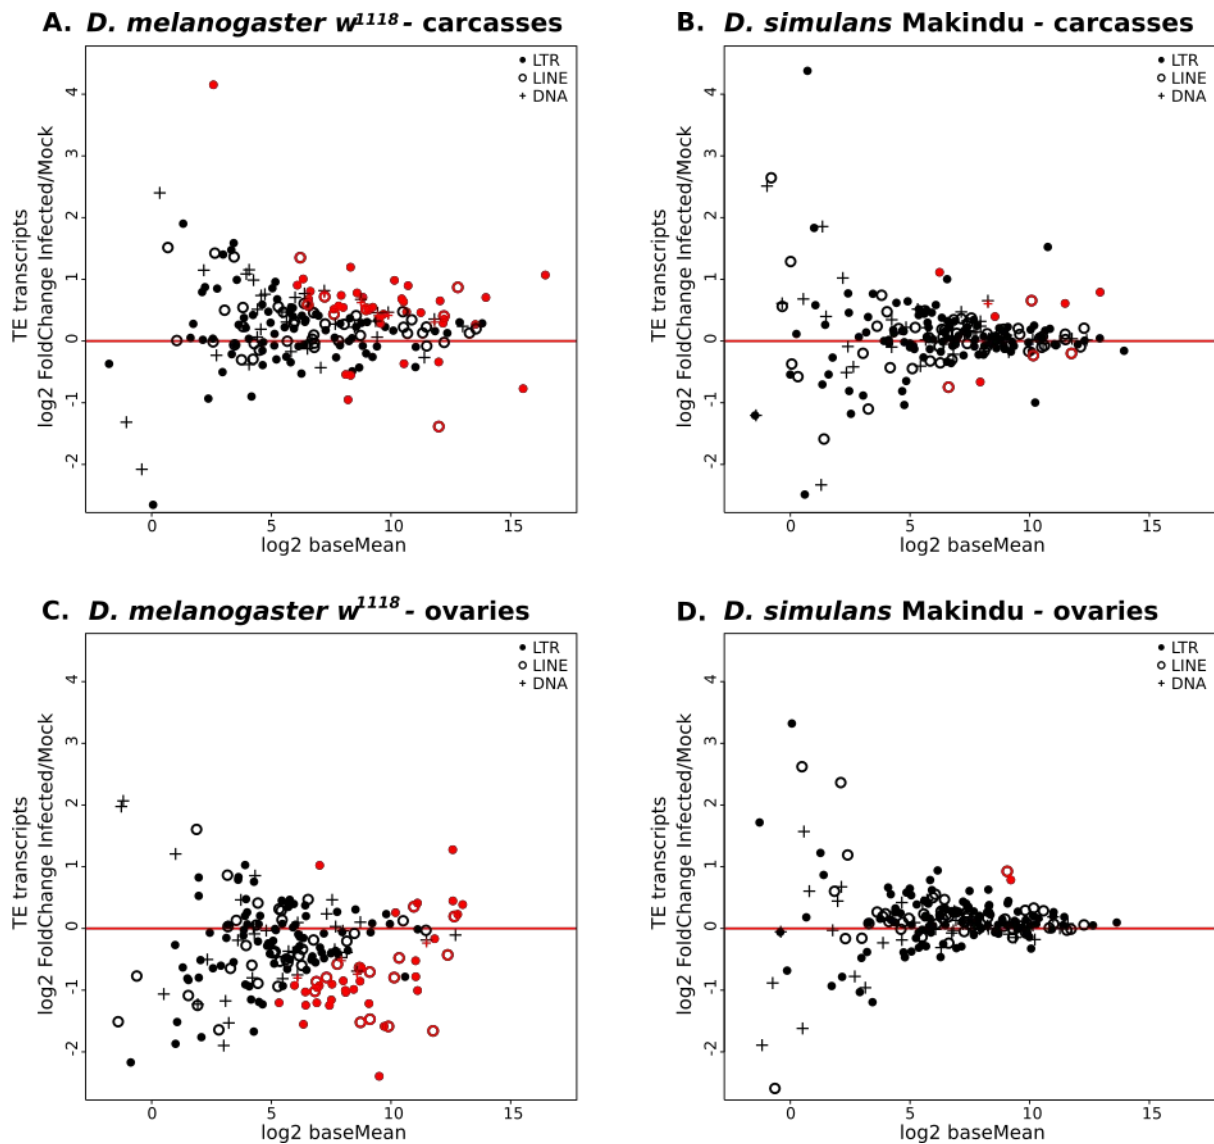 A. D. melanogaster w1118 - carcasses
LTR
LINE
DNA
TE transcripts
log2 FoldChange Infected/Mock
4
3
2
1
0
-1
-2
0 5 10 15
log2 baseMean
B. D. simulans Makindu - carcasses
LTR
LINE
DNA
TE transcripts
log2 FoldChange Infected/Mock
4
3
2
1
0
-1
-2
0 5 10 15
log2 baseMean
C. D. melanogaster w1118 - ovaries
LTR
LINE
DNA
TE transcripts
log2 FoldChange Infected/Mock
4
3
2
1
0
-1
-2
0 5 10 15
log2 baseMean
D. D. simulans Makindu - ovaries
LTR
LINE
DNA
TE transcripts
log2 FoldChange Infected/Mock
4
3
2
1
0
-1
-2
0 5 10 15
log2 baseMean